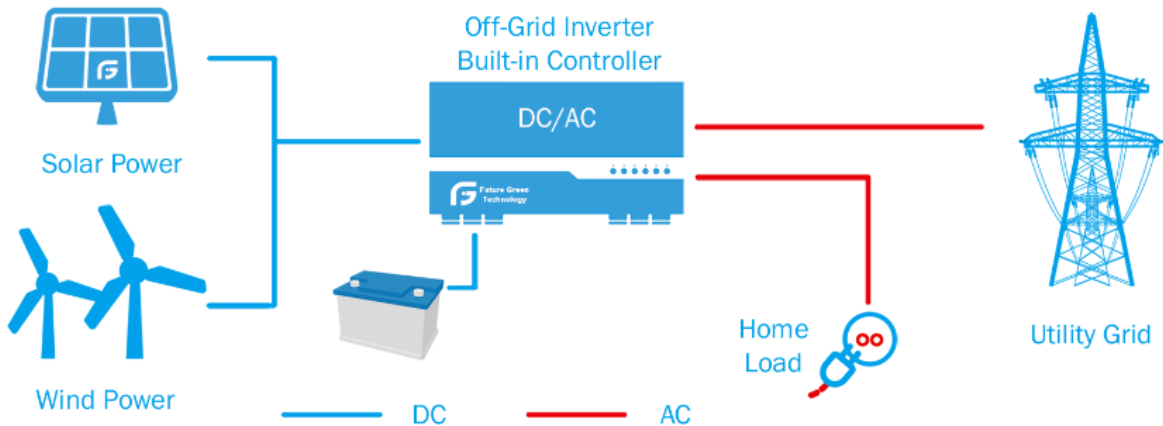 Off-Grid Inverter
Built-in Controller
DC/AC
Solar Power
Future Green
Technology
Home
Load
Utility Grid
Wind Power
DC
AC